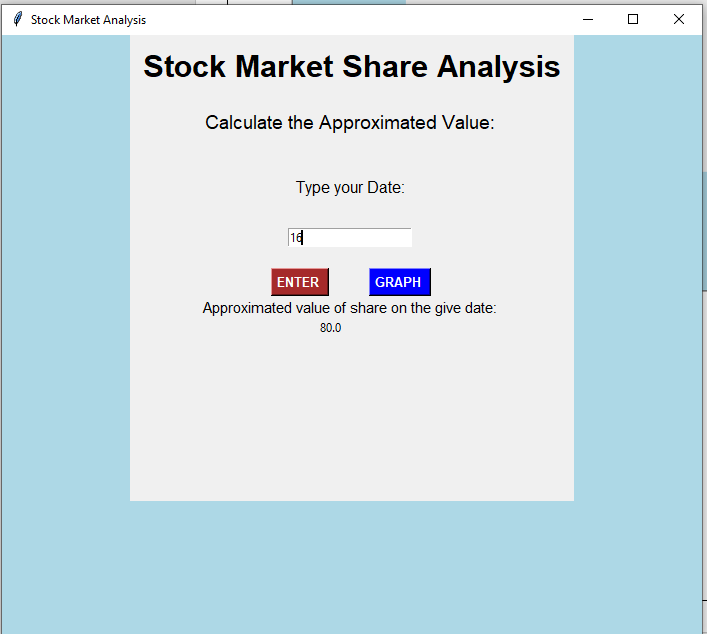 Stock Market Analysis
Stock Market Share Analysis
Calculate the Approximated Value:
Type your Date:
16
ENTER GRAPH
Approximated value of share on the give date:
80.0